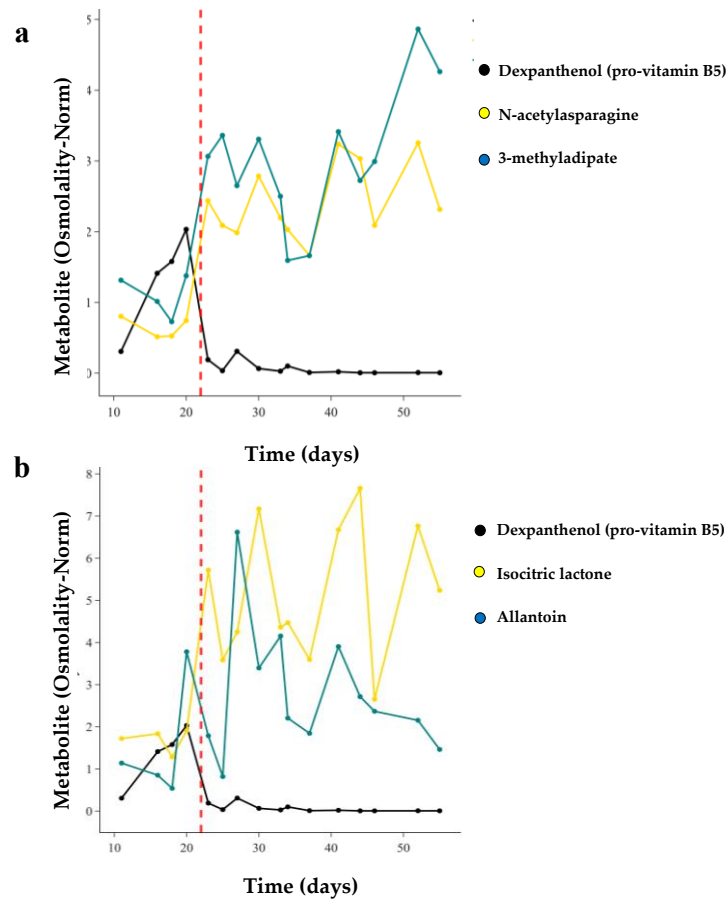 a
Metabolite (Osmolality-Norm)
5
4
3
2
1
10
20
30
40
50
Time (days)
Dexpanthenol (pro-vitamin B5)
N-acetylasparagine
3-methyladipate
b
Metabolite (Osmolality-Norm)
8
7
6
5
4
3
2
1
0
10
20
30
40
50
Time (days)
Dexpanthenol (pro-vitamin B5)
Isocitric lactone
Allantoin